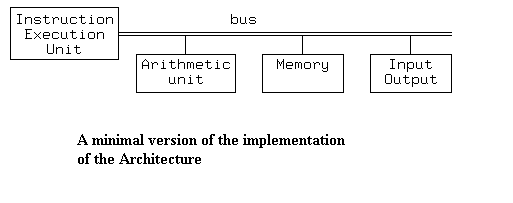 Instruction
Execution
Unit
bus
Arithmetic
unit
Memory
Input
Output
A minimal version of the implementation
of the Architecture